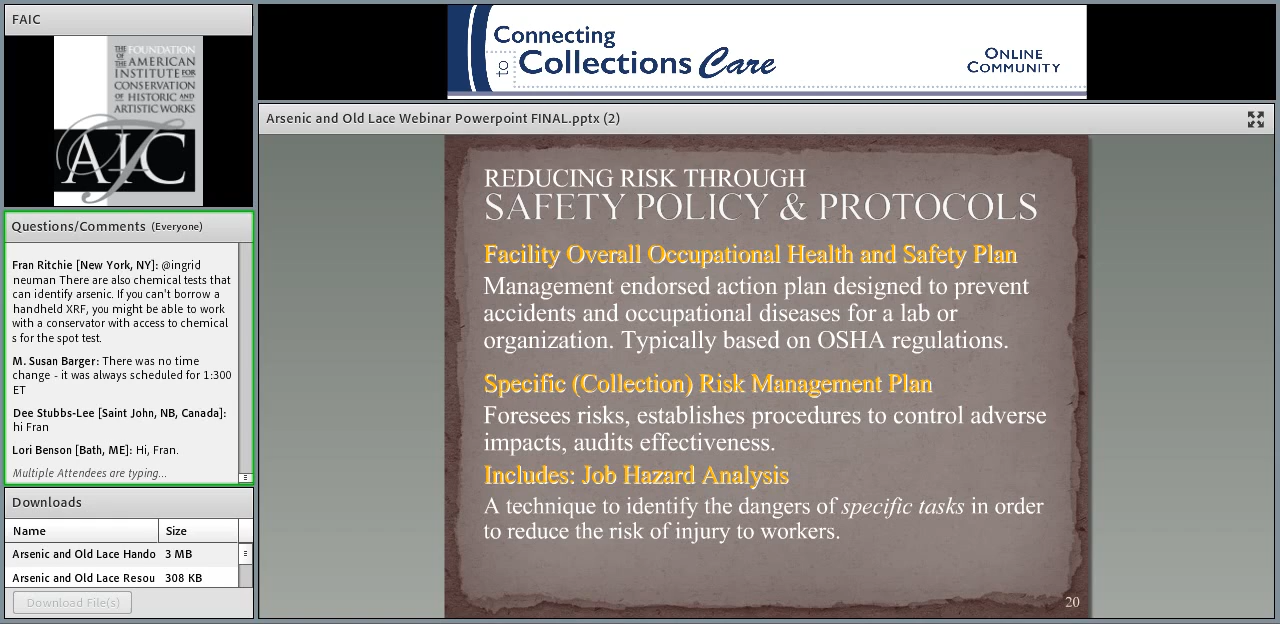 FAIC
THE FOUNDATION
OF THE AMERICAN
INSTITUTE FOR
CONSERVATION
OF HISTORIC AND
ARTISTIC WORKS
AIC
Questions/Comments (Everyone)
Fran Ritchie [New York, NY]: @ingrid
neuman There are also chemical tests that
can identify arsenic. If you can't borrow a
handheld XRF, you might be able to work
with a conservator with access to chemical
s for the spot test.
M. Susan Barger: There was no time
change - it was always scheduled for 1:300
ET
Dee Stubbs-Lee [Saint John, NB, Canada]:
hi Fran
Lori Benson [Bath, ME]: Hi, Fran.
Multiple Attendees are typing...
Downloads
Name Size
Arsenic and Old Lace Hando 3 MB
Arsenic and Old Lace Resou 308 KB
Download File(s)
Connecting
to Collections Care
ONLINE
COMMUNITY
Arsenic and Old Lace Webinar Powerpoint FINAL.pptx (2)
REDUCING RISK THROUGH
SAFETY POLICY & PROTOCOLS
Facility Overall Occupational Health and Safety Plan
Management endorsed action plan designed to prevent
accidents and occupational diseases for a lab or
organization. Typically based on OSHA regulations.
Specific (Collection) Risk Management Plan
Foresees risks, establishes procedures to control adverse
impacts, audits effectiveness.
Includes: Job Hazard Analysis
A technique to identify the dangers of specific tasks in order
to reduce the risk of injury to workers.
20